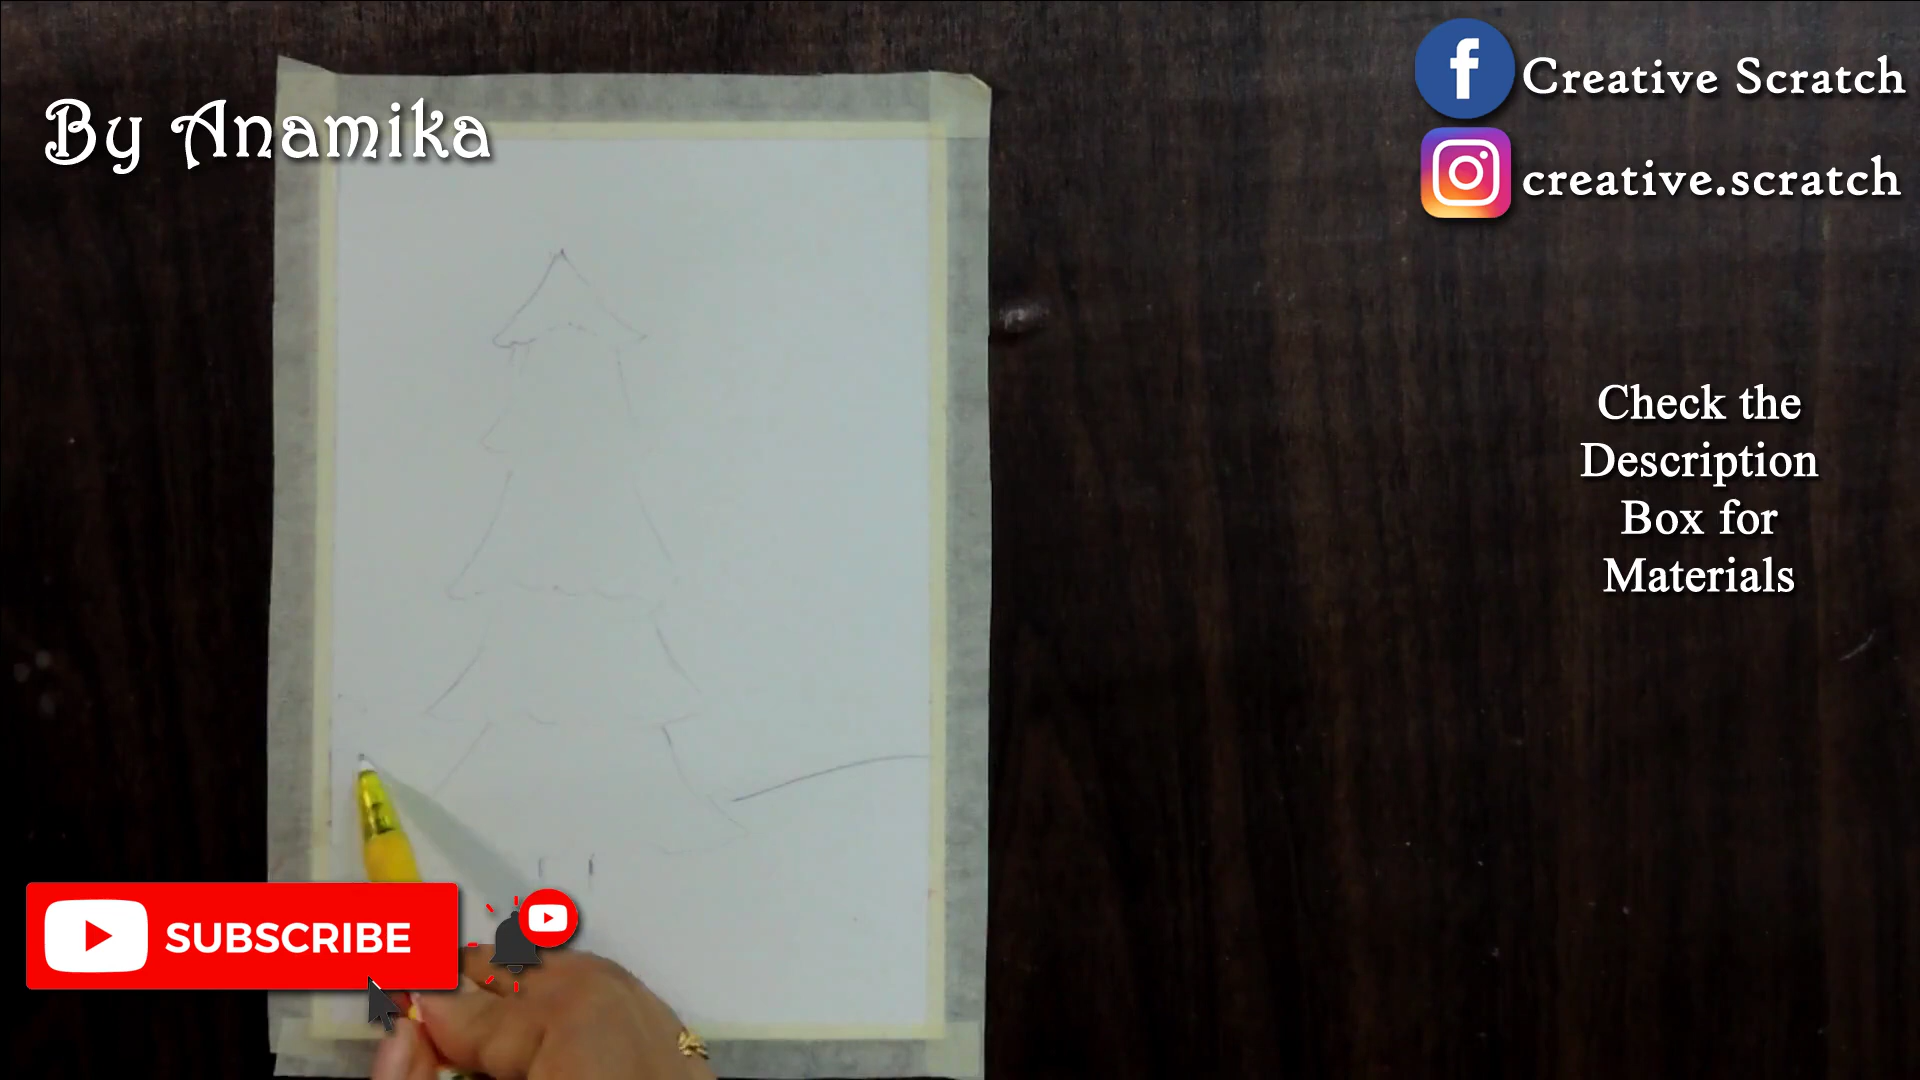 By Anamika
Creative Scratch
creative.scratch
Check the
Description
Box for
Materials
SUBSCRIBE